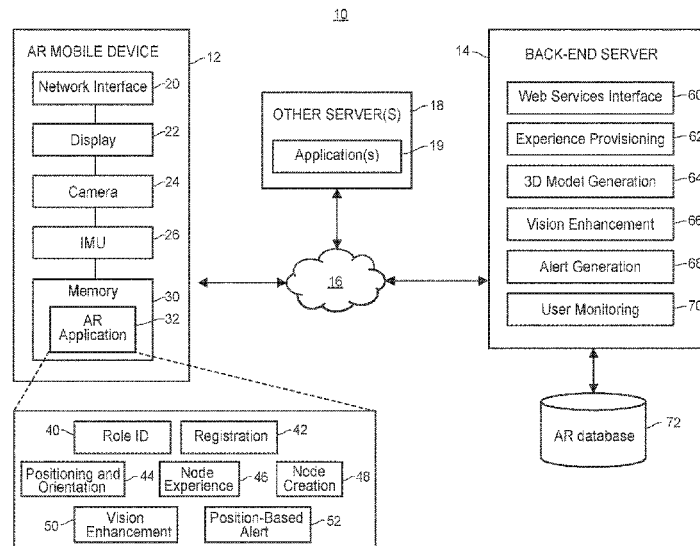 10
AR MOBILE DEVICE
12
Network Interface
20
Display
22
Camera
24
IMU
26
Memory
30
AR
Application
32
OTHER SERVER(S)
18
Application(s)
19
16
14
BACK-END SERVER
Web Services Interface
60
Experience Provisioning
62
3D Model Generation
64
Vision Enhancement
66
Alert Generation
68
User Monitoring
70
AR database
72
40
Role ID
Registration
42
Positioning and
Orientation
44
Node
Experience
46
Node
Creation
48
50
Vision
Enhancement
Position-Based
Alert
52